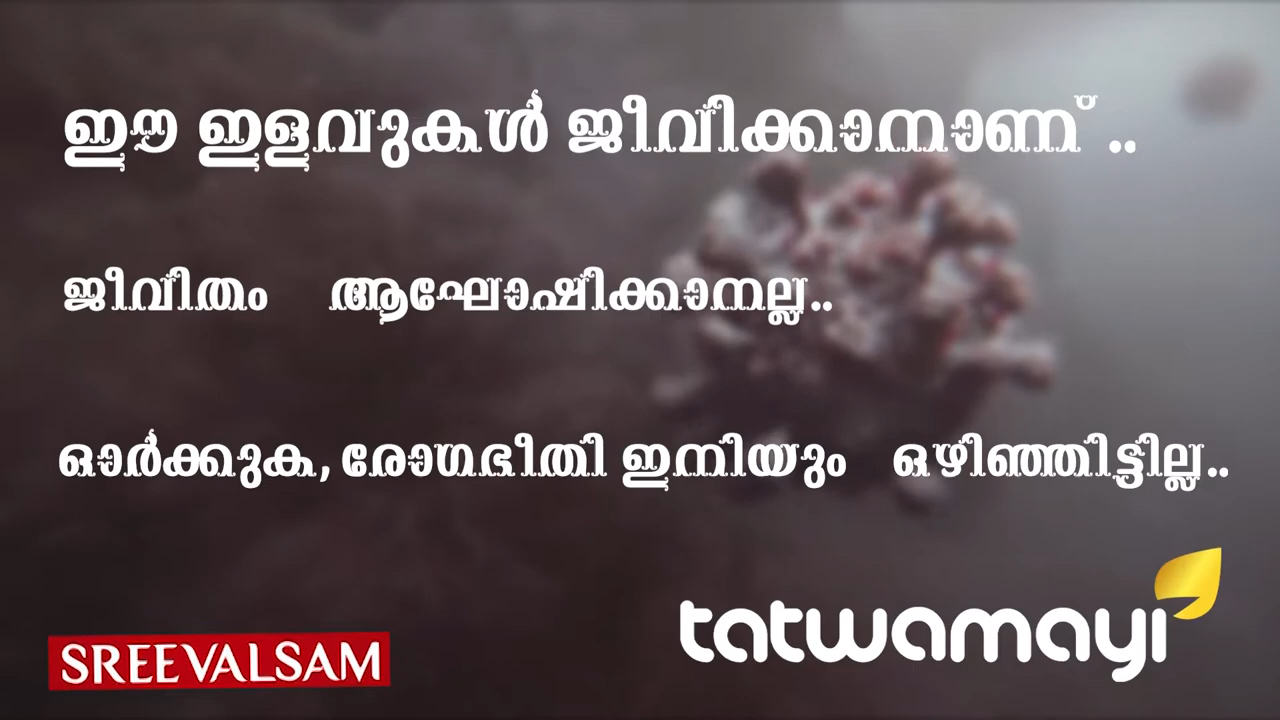 ഈ ഇളവുകൾ ജീവിക്കാനാണ് ..
ജീവിതം ആഘോഷിക്കാനല്ല..
ഓർക്കുക, രോഗഭീതി ഇനിയും ഒഴിഞ്ഞിട്ടില്ല..
tatwamayi
SREEVALSAM